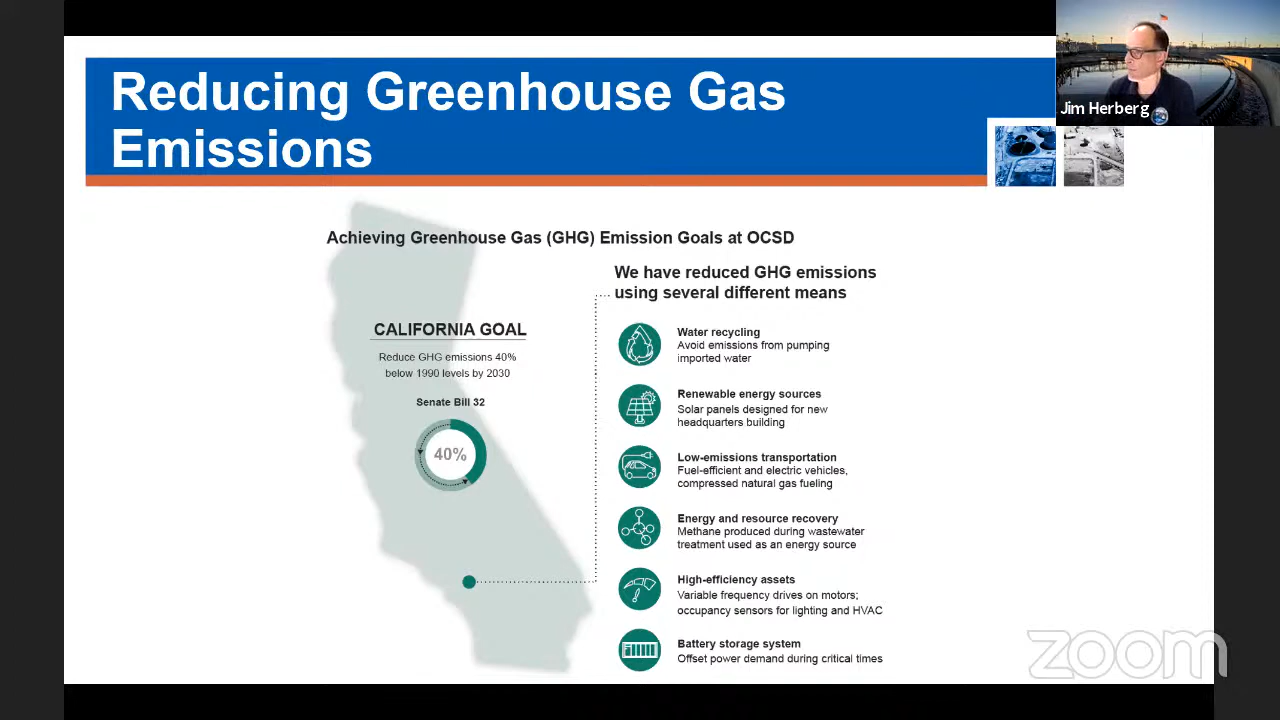 Reducing Greenhouse Gas
Emissions
Jim Herberg
Achieving Greenhouse Gas (GHG) Emission Goals at OCSD
CALIFORNIA GOAL
Reduce GHG emissions 40%
below 1990 levels by 2030
Senate Bill 32
40%
We have reduced GHG emissions
using several different means
Water recycling
Avoid emissions from pumping
imported water
Renewable energy sources
Solar panels designed for new
headquarters building
Low-emissions transportation
Fuel-efficient and electric vehicles,
compressed natural gas fueling
Energy and resource recovery
Methane produced during wastewater
treatment used as an energy source
High-efficiency assets
Variable frequency drives on motors;
occupancy sensors for lighting and HVAC
Battery storage system
Offset power demand during critical times
zoom